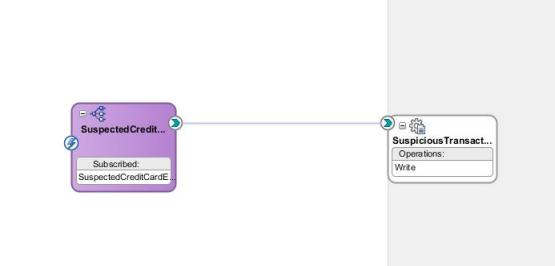 SuspectedCredit...
Subscribed:
SuspectedCreditCardE...
SuspiciousTransact...
Operations:
Write